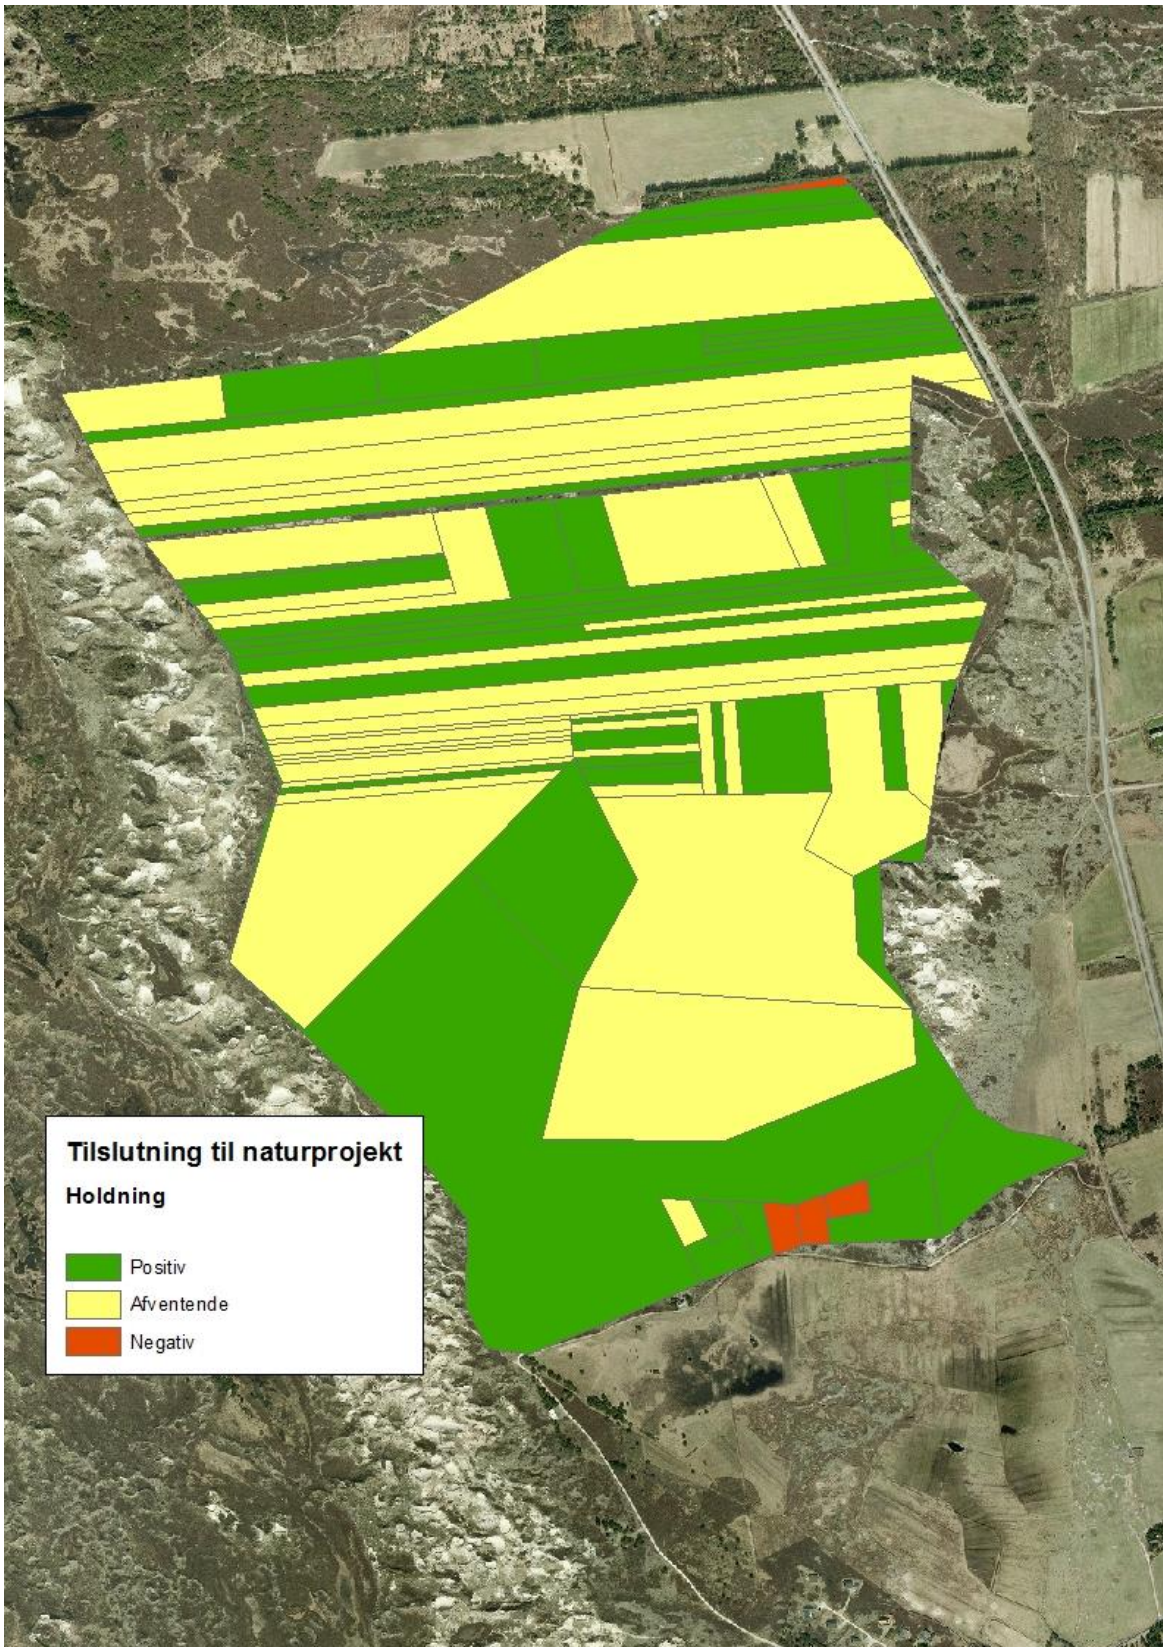 Tilslutning til naturprojekt
Holdning
Positiv
Afventende
Negativ